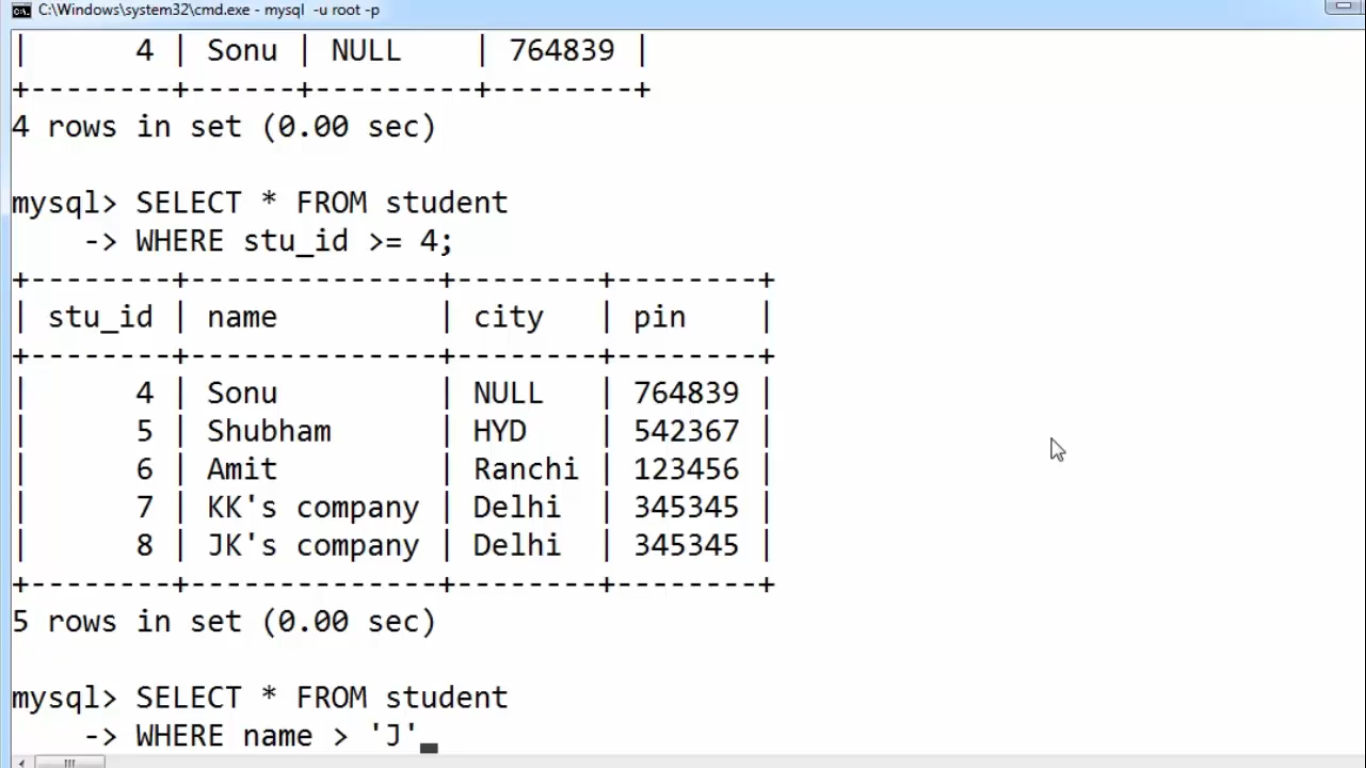 C:\Windows\system32\cmd.exe - mysql -u root -p
|      4 | Sonu | NULL    | 764839 |
+--------+------+---------+--------+
4 rows in set (0.00 sec)
mysql> SELECT * FROM student
    -> WHERE stu_id >= 4;
+--------+--------------+--------+--------+
| stu_id | name         | city   | pin    |
+--------+--------------+--------+--------+
|      4 | Sonu         | NULL   | 764839 |
|      5 | Shubham      | HYD    | 542367 |
|      6 | Amit         | Ranchi | 123456 |
|      7 | KK's company | Delhi  | 345345 |
|      8 | JK's company | Delhi  | 345345 |
+--------+--------------+--------+--------+
5 rows in set (0.00 sec)
mysql> SELECT * FROM student
    -> WHERE name > 'J'